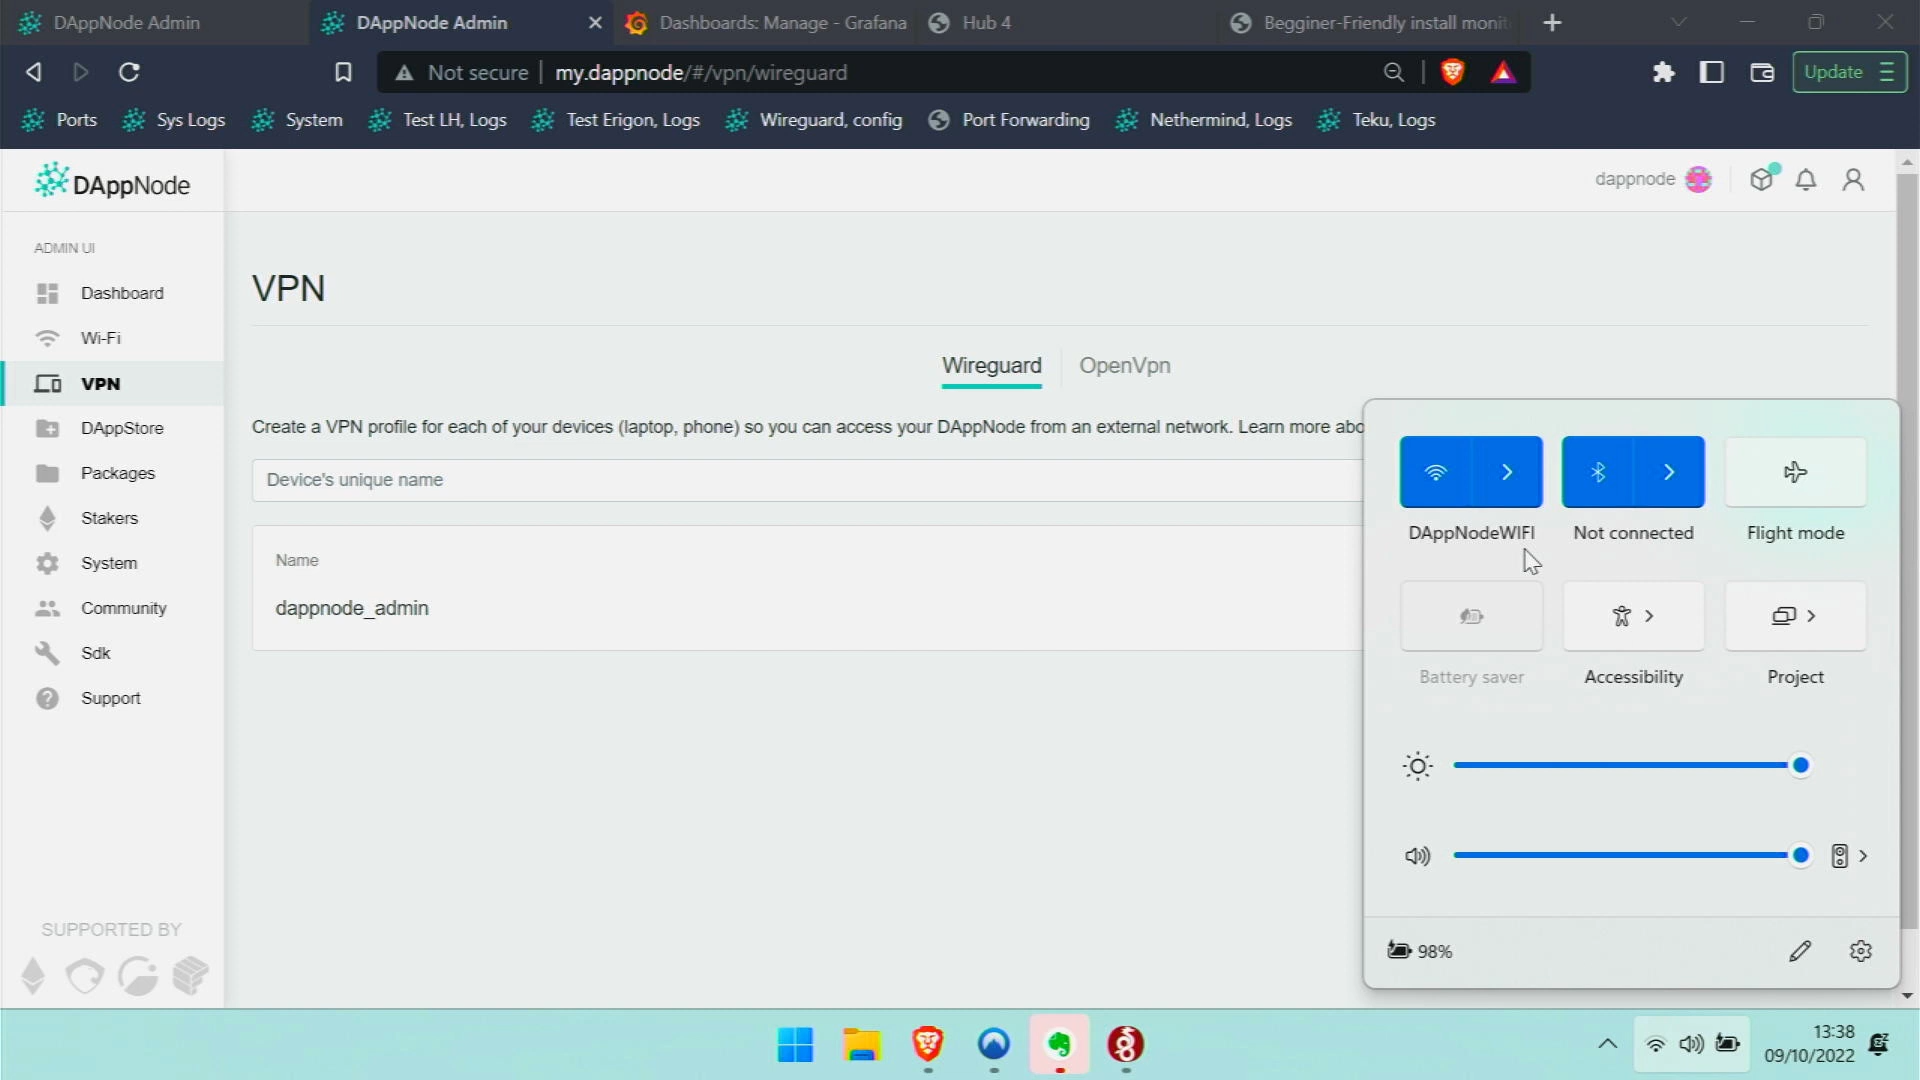 DAppNode Admin
DAppNode Admin
Dashboards: Manage - Grafana
Hub 4
Begginer-Friendly install monit
Not secure
my.dappnode/#/vpn/wireguard
Update
Ports
Sys Logs
System
Test LH, Logs
Test Erigon, Logs
Wireguard, config
Port Forwarding
Nethermind, Logs
Teku, Logs
DAppNode
dappnode
ADMIN UI
Dashboard
Wi-Fi
VPN
DAppStore
Packages
Stakers
System
Community
Sdk
Support
SUPPORTED BY
VPN
Wireguard
OpenVpn
Create a VPN profile for each of your devices (laptop, phone) so you can access your DAppNode from an external network. Learn more abo
Device's unique name
Name
dappnode_admin
DAppNodeWIFI
Not connected
Flight mode
Battery saver
Accessibility
Project
98%
13:38
09/10/2022